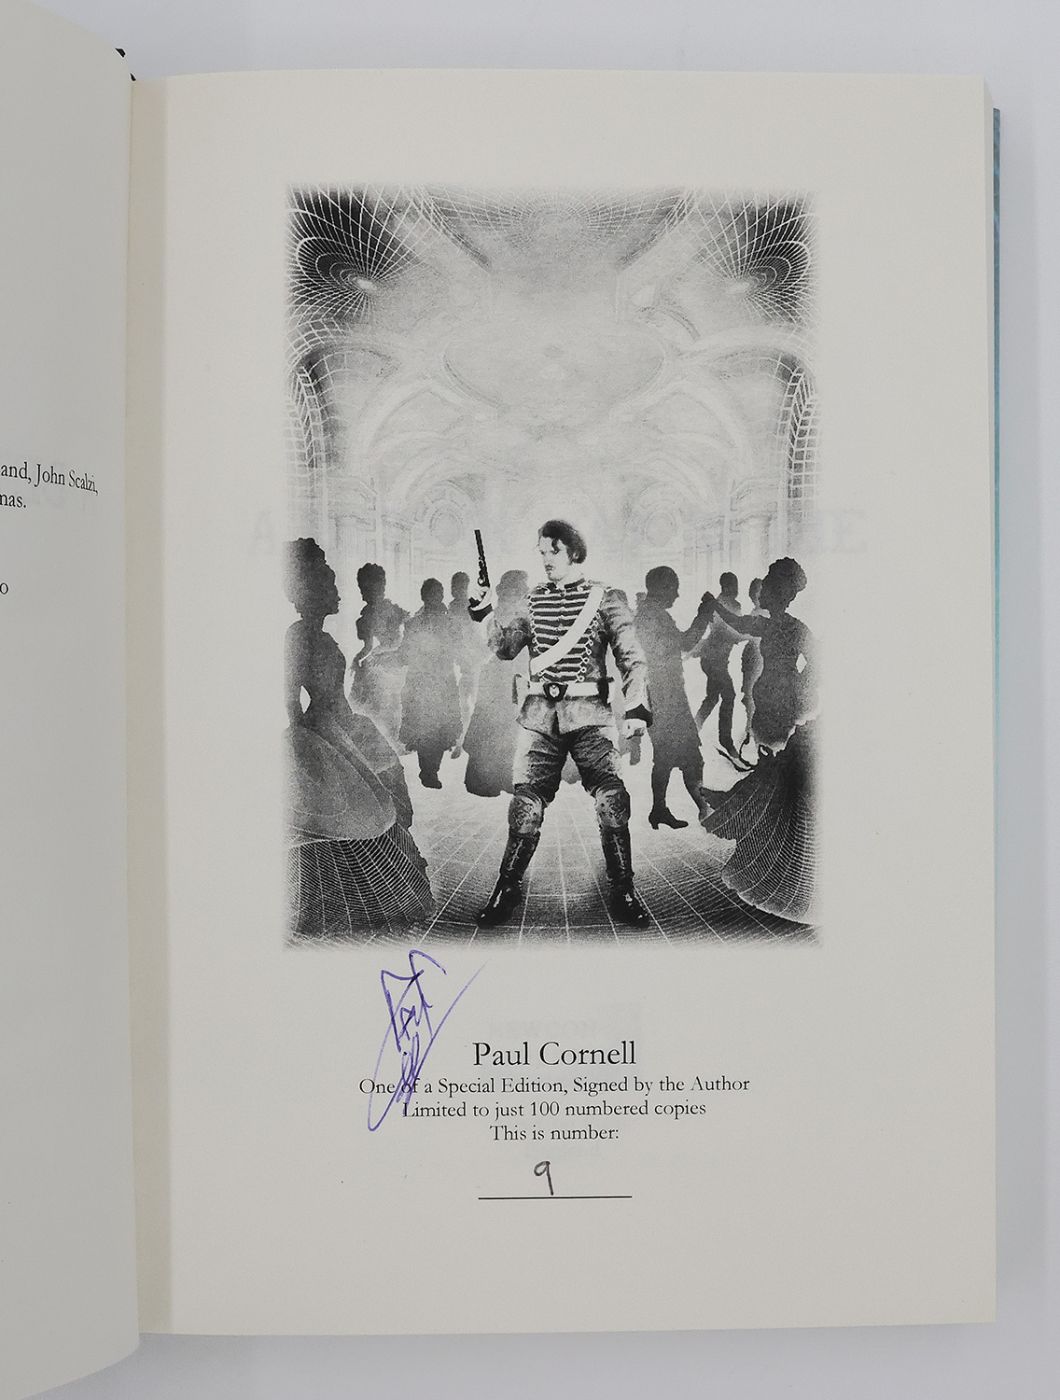 and, John Scalzi,
mas.
o
Paul Cornell
One of a Special Edition, Signed by the Author
Limited to just 100 numbered copies
This is number:
9